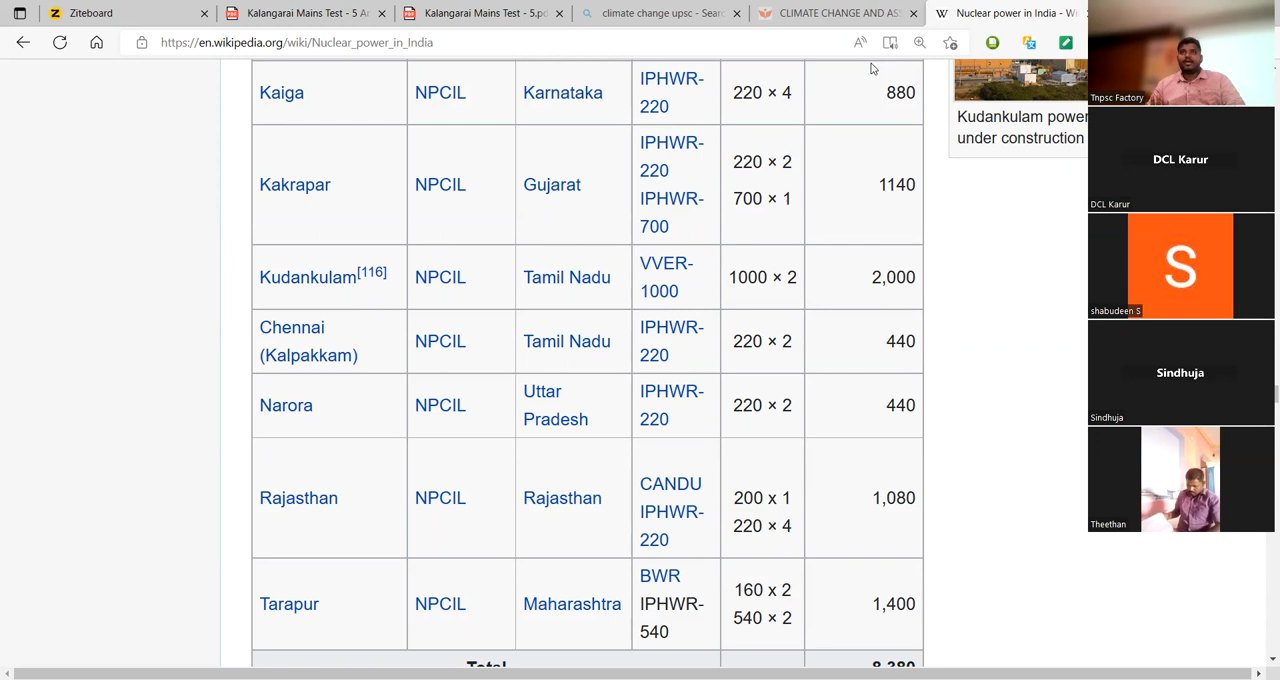 Ziteboard
Kalangarai Mains Test - 5 A
Kalangarai Mains Test - 5.pd
climate change upsc - Sear
CLIMATE CHANGE AND AS
Nuclear power in India - Wi
https://en.wikipedia.org/wiki/Nuclear_power_in_India
Kaiga
NPCIL
Karnataka
IPHWR-
220
220 × 4
880
Kakrapar
NPCIL
Gujarat
IPHWR-
220
IPHWR-
700
220 × 2
700 × 1
1140
Kudankulam[116]
NPCIL
Tamil Nadu
VVER-
1000
1000 × 2
2,000
Chennai
(Kalpakkam)
NPCIL
Tamil Nadu
IPHWR-
220
220 × 2
440
Narora
NPCIL
Uttar
Pradesh
IPHWR-
220
220 × 2
440
Rajasthan
NPCIL
Rajasthan
CANDU
IPHWR-
220
200 x 1
220 × 4
1,080
Tarapur
NPCIL
Maharashtra
BWR
IPHWR-
540
160 x 2
540 × 2
1,400
Total
8,380
Kudankulam power
under construction
Tnpsc Factory
DCL Karur
DCL Karur
S
shabudeen S
Sindhuja
Sindhuja
Theethan